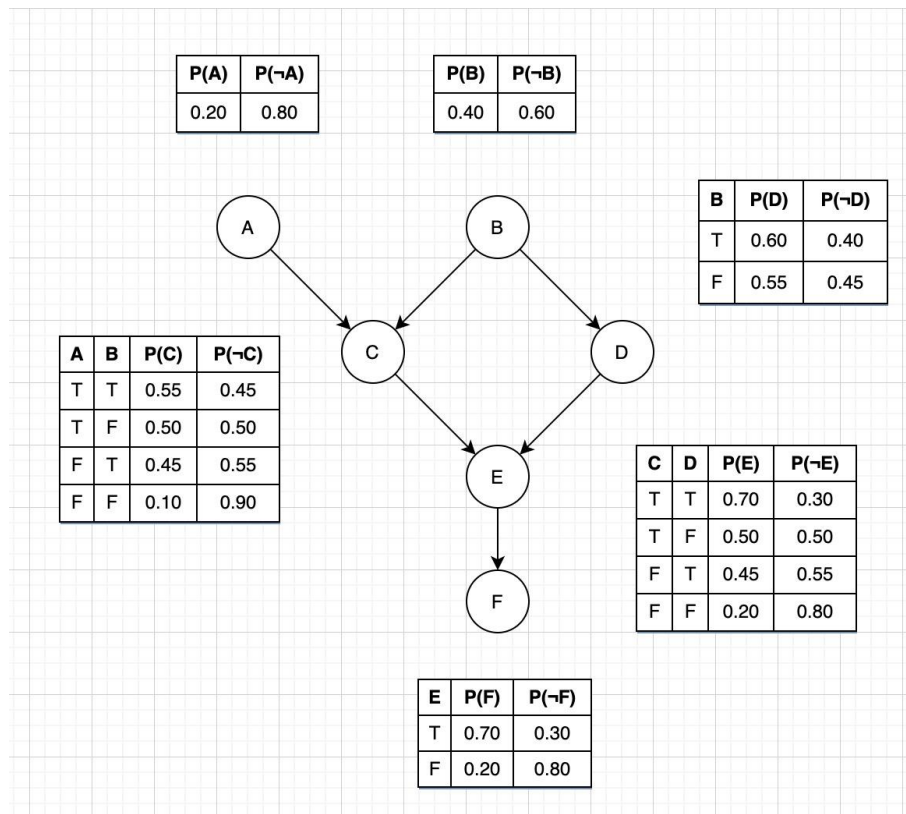 P(A) P(¬A)
0.20 0.80
P(B) P(¬B)
0.40 0.60
B P(D) P(¬D)
T 0.60 0.40
F 0.55 0.45
A
B
C
D
E
F
A B P(C) P(¬C)
T T 0.55 0.45
T F 0.50 0.50
F T 0.45 0.55
F F 0.10 0.90
C D P(E) P(¬E)
T T 0.70 0.30
T F 0.50 0.50
F T 0.45 0.55
F F 0.20 0.80
E P(F) P(¬F)
T 0.70 0.30
F 0.20 0.80